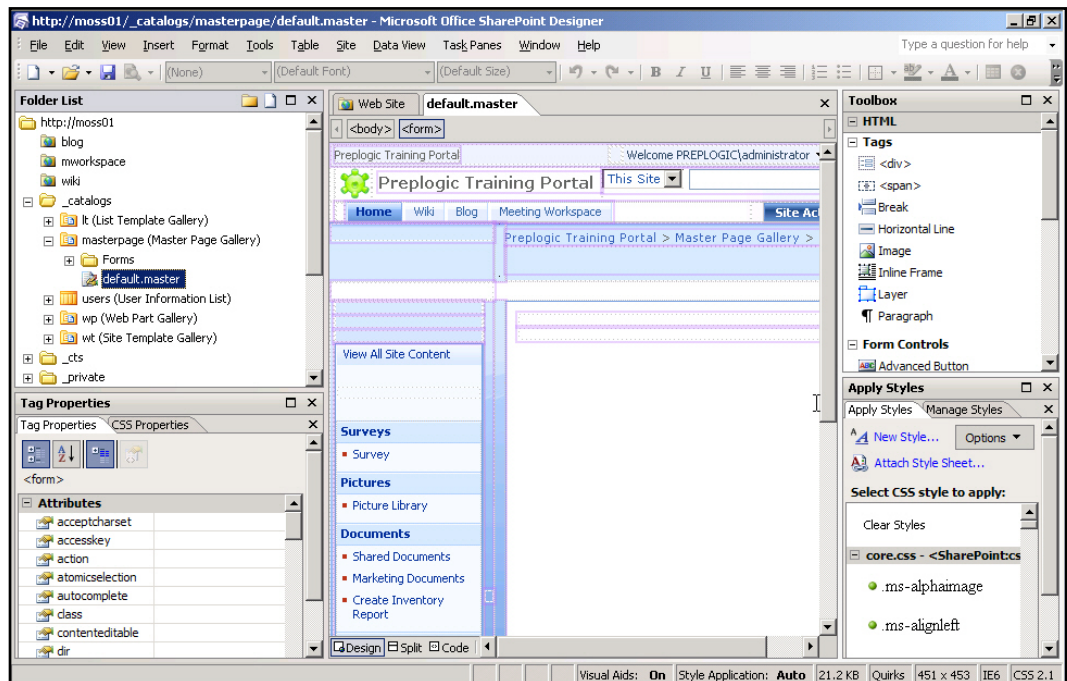 http://moss01/_catalogs/masterpage/default.master - Microsoft Office SharePoint Designer
File Edit View Insert Format Tools Table Site Data View Task Panes Window Help
Type a question for help
(None) (Default Font) (Default Size) B I U A
Folder List
http://moss01
blog
mworkspace
wiki
_catalogs
lt (List Template Gallery)
masterpage (Master Page Gallery)
Forms
default.master
users (User Information List)
wp (Web Part Gallery)
wt (Site Template Gallery)
_cts
_private
Tag Properties
Tag Properties CSS Properties
<form>
Attributes
acceptcharset
accesskey
action
atomicselection
autocomplete
class
contenteditable
dir
Web Site default.master
<body> <form>
Preplogic Training Portal Welcome PREPLOGIC\administrator
Preplogic Training Portal This Site
Home Wiki Blog Meeting Workspace Site Ac
Preplogic Training Portal > Master Page Gallery >
View All Site Content
Surveys
Survey
Pictures
Picture Library
Documents
Shared Documents
Marketing Documents
Create Inventory
Report
Design Split Code
Toolbox
HTML
Tags
<div>
<span>
Break
Horizontal Line
Image
Inline Frame
Layer
Paragraph
Form Controls
Advanced Button
Apply Styles
Apply Styles Manage Styles
New Style... Options
Attach Style Sheet...
Select CSS style to apply:
Clear Styles
core.css - <SharePoint:cs
.ms-alphaimage
.ms-alignleft
Visual Aids: On Style Application: Auto 21.2 KB Quirks 451 x 453 IE6 CSS 2.1